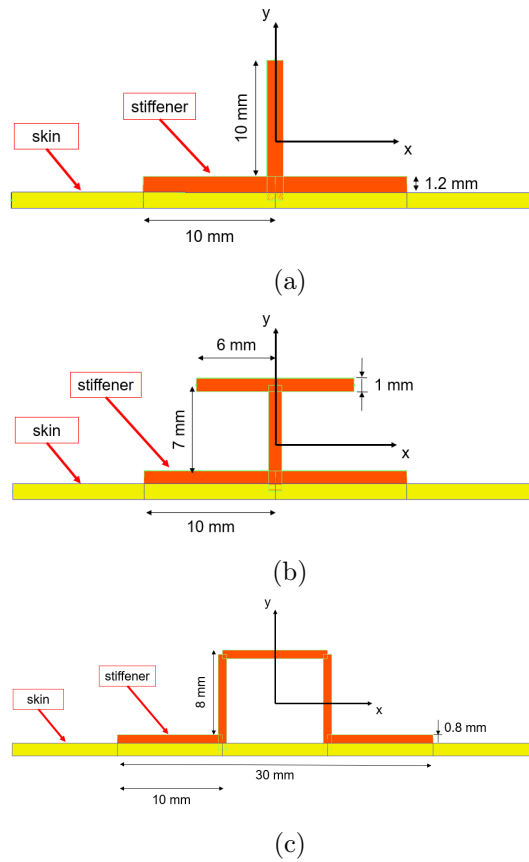 y
10 mm
stiffener
skin
x
1.2 mm
10 mm
(a)
y
6 mm
1 mm
stiffener
7 mm
skin
x
10 mm
(b)
y
8 mm
stiffener
skin
x
0.8 mm
30 mm
10 mm
(c)